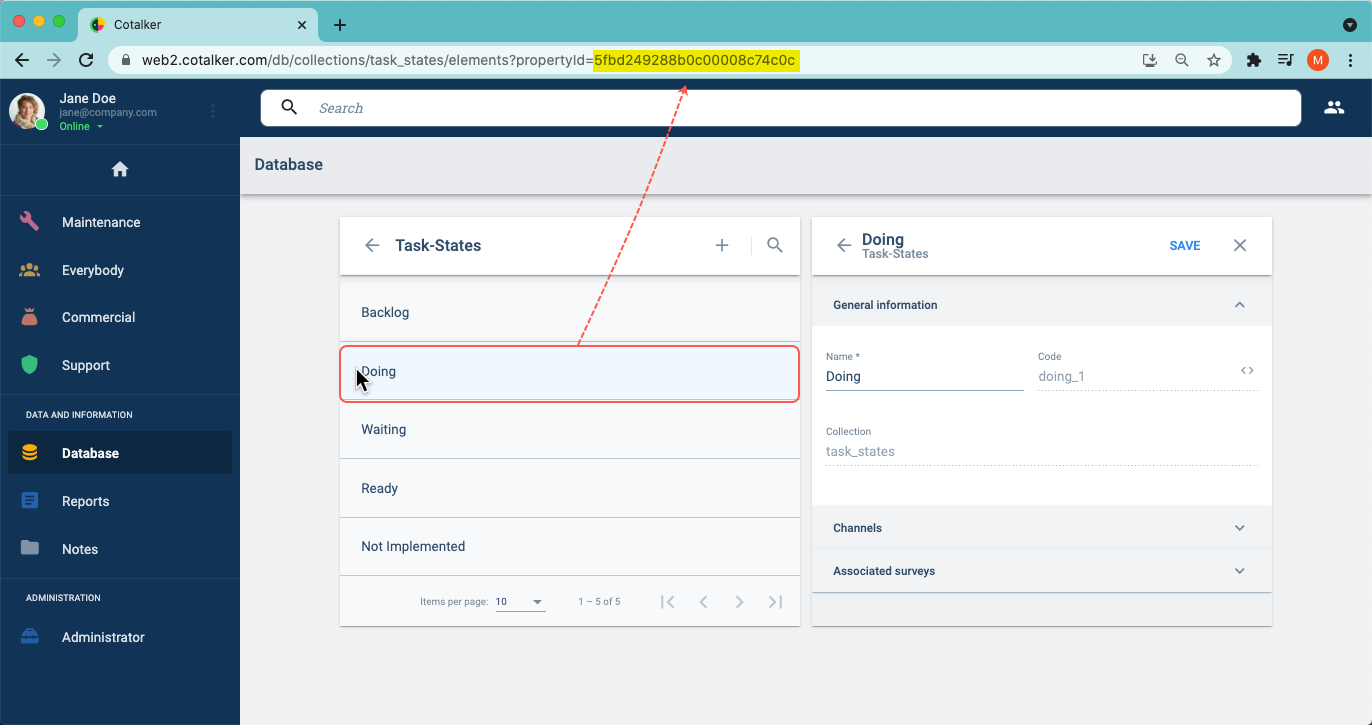 Cotalker
web2.cotalker.com/db/collections/task_states/elements?propertyId=5fbd249288b0c00008c74c0c
M
Jane Doe
jane@company.com
Online
Search
Database
Maintenance
Everybody
Commercial
Support
DATA AND INFORMATION
Database
Reports
Notes
ADMINISTRATION
Administrator
Task-States
Backlog
Doing
Waiting
Ready
Not Implemented
Items per page: 10 1 – 5 of 5
Doing
Task-States
SAVE
General information
Name * Code
Doing doing_1
Collection
task_states
Channels
Associated surveys